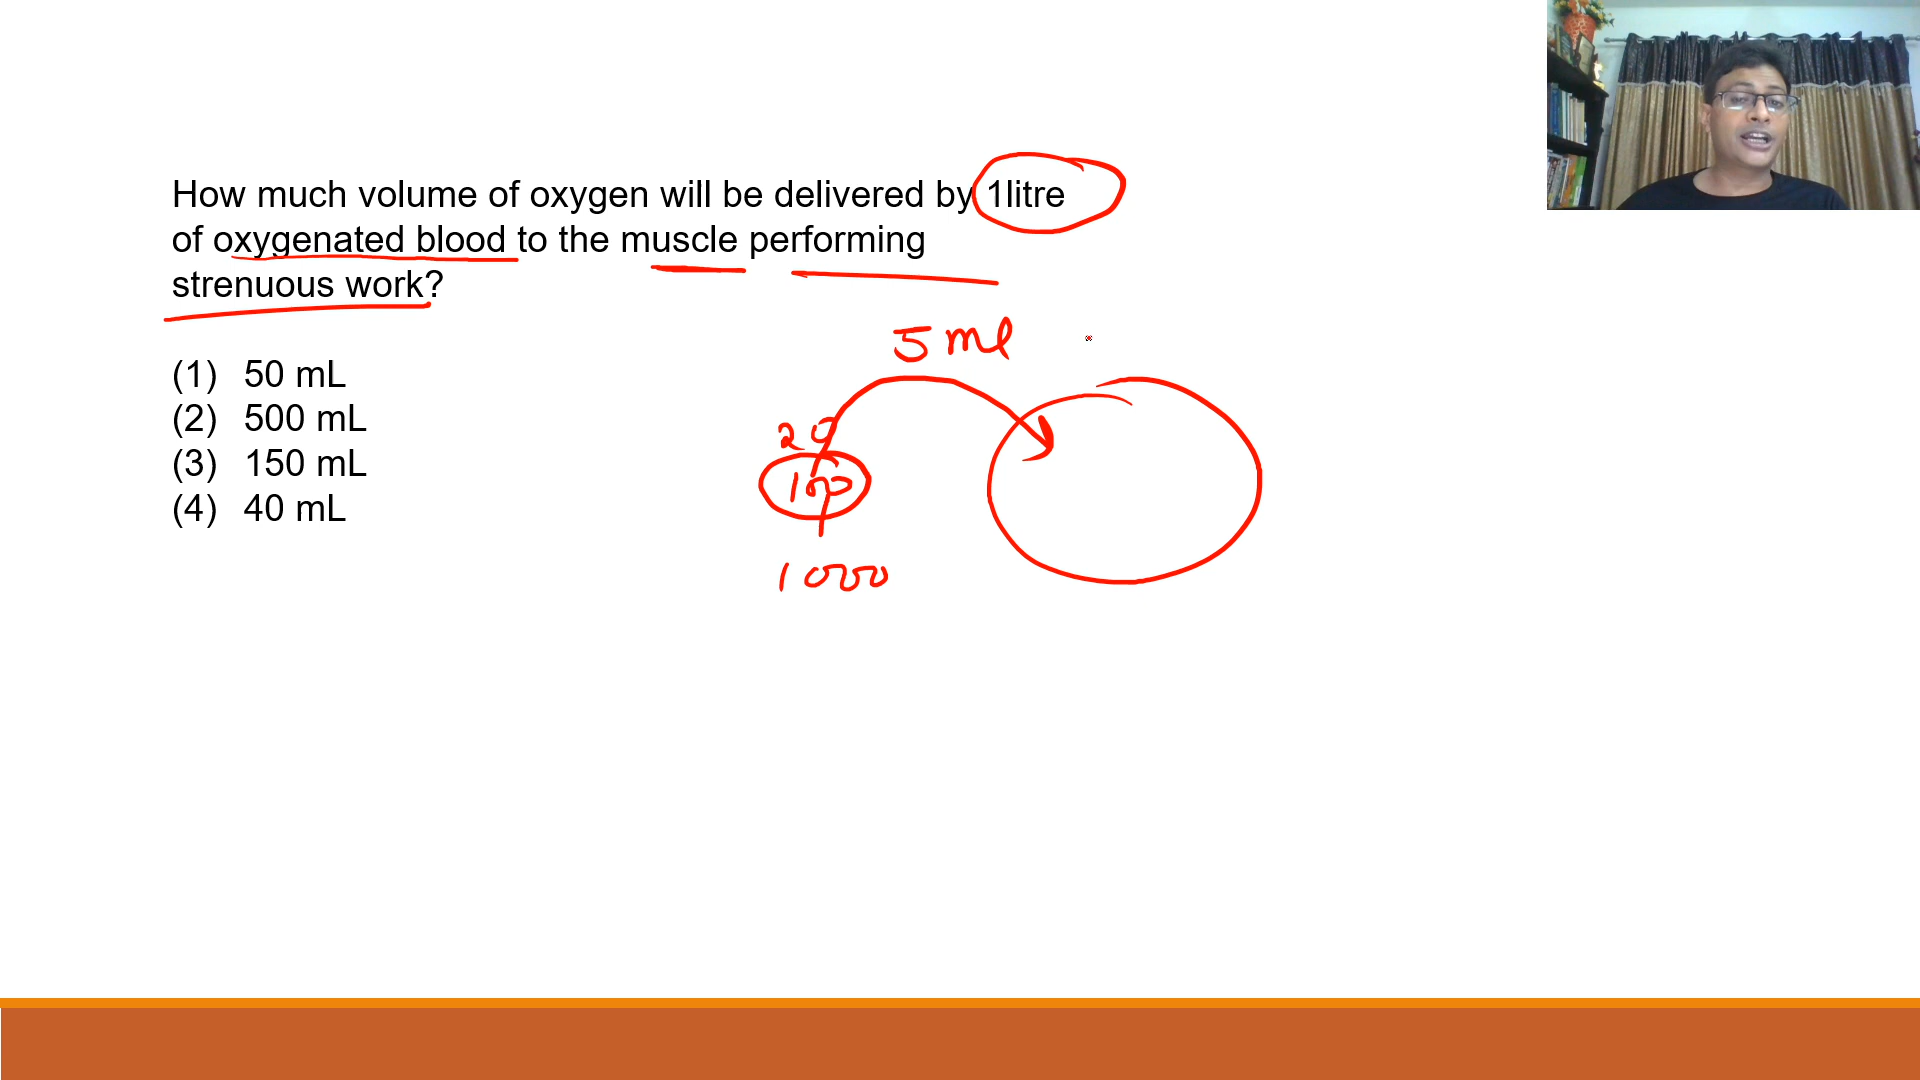 How much volume of oxygen will be delivered by 1litre
of oxygenated blood to the muscle performing
strenuous work?
5 ml
(1) 50 mL
(2) 500 mL
(3) 150 mL
(4) 40 mL
20
100
1000